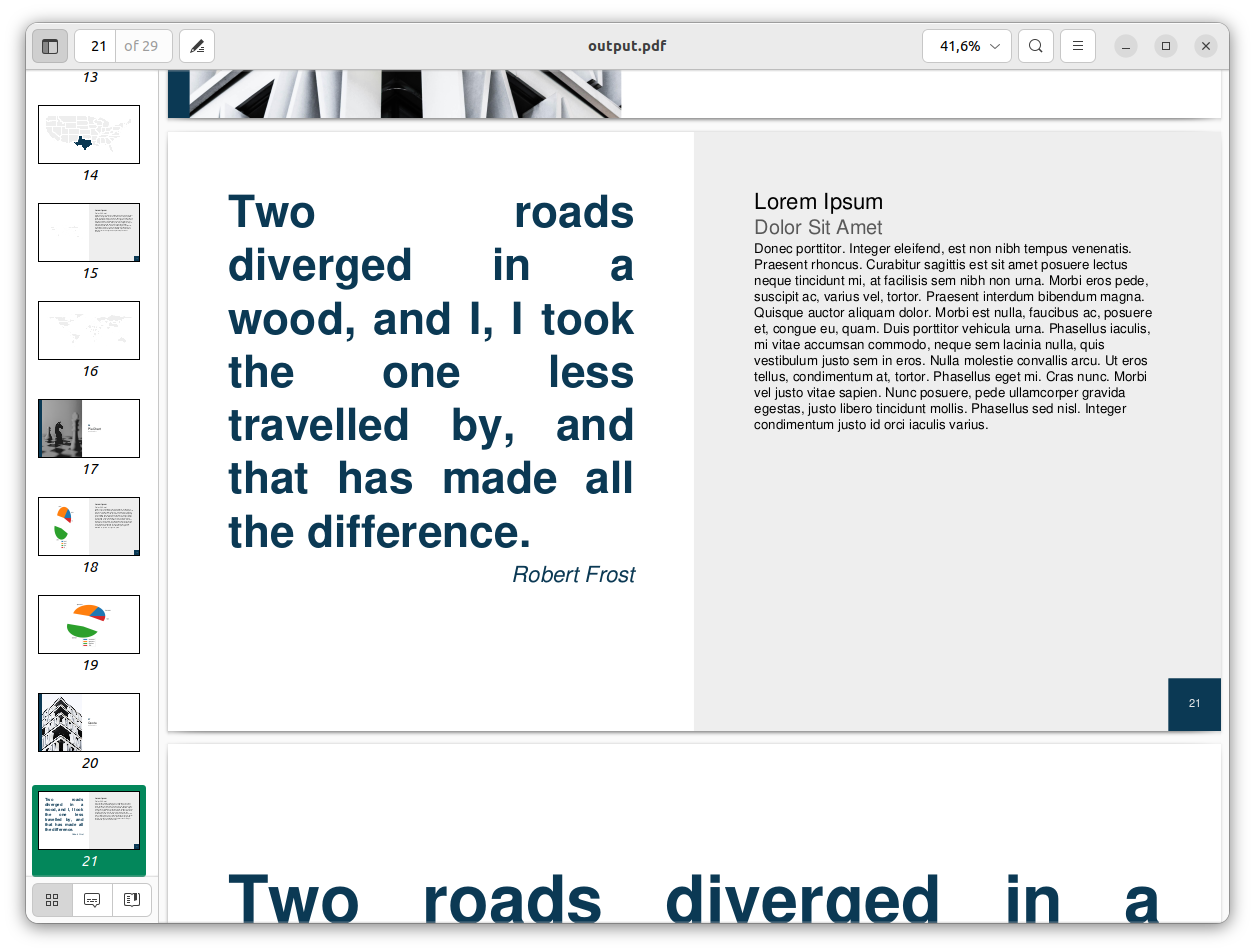 21 of 29
output.pdf
41,6%
13
14
15
16
17
18
19
20
21
Two roads
diverged in a
wood, and I, I took
the one less
travelled by, and
that has made all
the difference.
Robert Frost
Lorem Ipsum
Dolor Sit Amet
Donec porttitor. Integer eleifend, est non nibh tempus venenatis.
Praesent rhoncus. Curabitur sagittis est sit amet posuere lectus
neque tincidunt mi, at facilisis sem nibh non urna. Morbi eros pede,
suscipit ac, varius vel, tortor. Praesent interdum bibendum magna.
Quisque auctor aliquam dolor. Morbi est nulla, faucibus ac, posuere
et, congue eu, quam. Duis porttitor vehicula urna. Phasellus iaculis,
mi vitae accumsan commodo, neque sem lacinia nulla, quis
vestibulum justo sem in eros. Nulla molestie convallis arcu. Ut eros
tellus, condimentum at, tortor. Phasellus eget mi. Cras nunc. Morbi
vel justo vitae sapien. Nunc posuere, pede ullamcorper gravida
egestas, justo libero tincidunt mollis. Phasellus sed nisl. Integer
condimentum justo id orci iaculis varius.
21
Two roads diverged in a